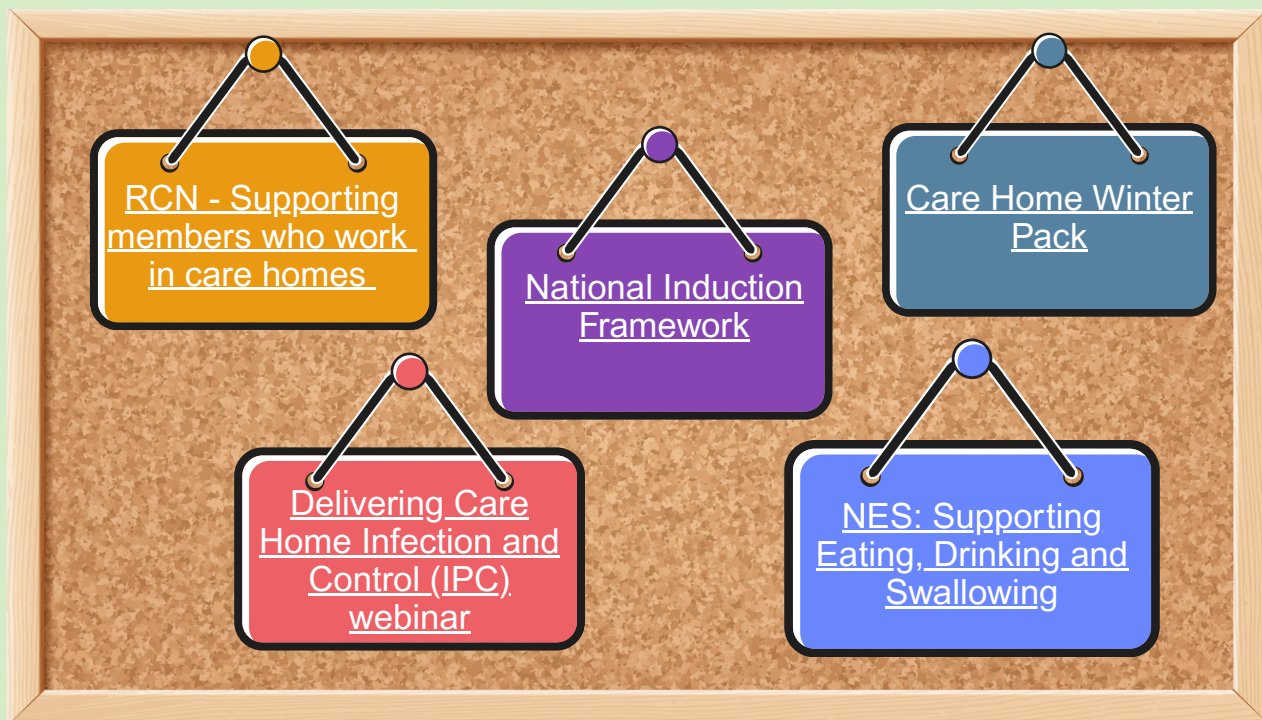 RCN - Supporting
members who work
in care homes
National Induction
Framework
Care Home Winter
Pack
Delivering Care
Home Infection and
Control (IPC)
webinar
NES: Supporting
Eating, Drinking and
Swallowing